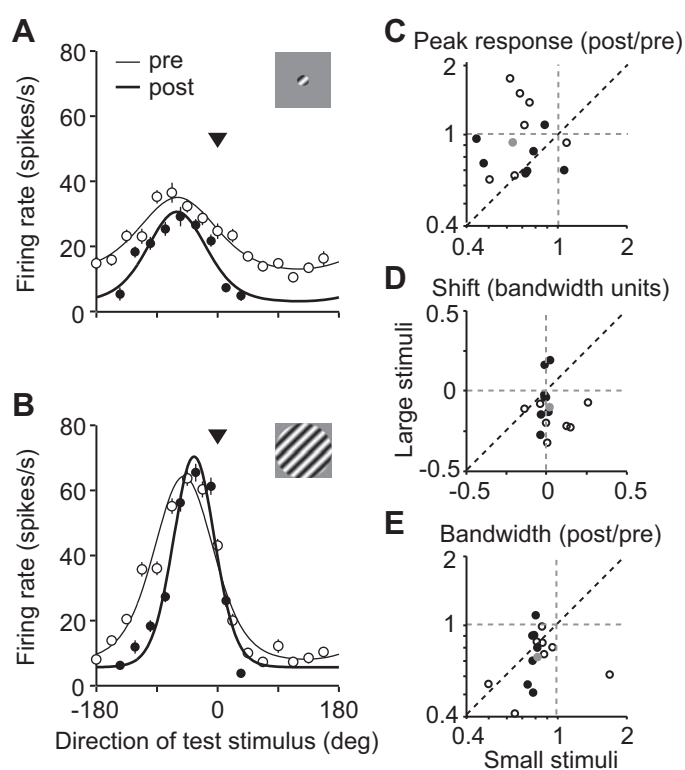 A
80
60
40
20
0
Firing rate (spikes/s)
pre
post
B
80
60
40
20
0
Firing rate (spikes/s)
-180
0
180
Direction of test stimulus (deg)
C
Peak response (post/pre)
2
1
0.4
0.4
1
2
D
Shift (bandwidth units)
0.5
0
-0.5
-0.5
0
0.5
Large stimuli
E
Bandwidth (post/pre)
2
1
0.4
0.4
1
2
Small stimuli